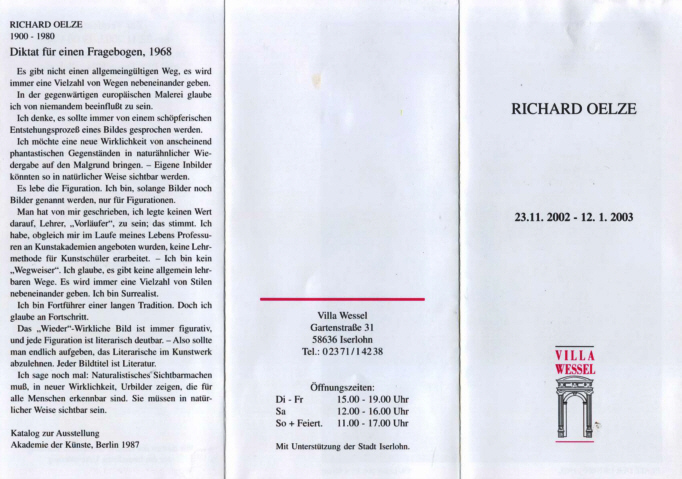 RICHARD OELZE
1900 - 1980
Diktat für einen Fragebogen, 1968
Es gibt nicht einen allgemeingültigen Weg, es wird
immer eine Vielzahl von Wegen nebeneinander geben.
In der gegenwärtigen europäischen Malerei glaube
ich von niemandem beeinflußt zu sein.
Ich denke, es sollte immer von einem schöpferischen
Entstehungsprozeß eines Bildes gesprochen werden.
Ich möchte eine neue Wirklichkeit von anscheinend
phantastischen Gegenständen in naturähnlicher Wie-
dergabe auf den Malgrund bringen. – Eigene Inbilder
könnten so in natürlicher Weise sichtbar werden.
Es lebe die Figuration. Ich bin, solange Bilder noch
Bilder genannt werden, nur für Figurationen.
Man hat von mir geschrieben, ich legte keinen Wert
darauf, Lehrer, „Vorläufer“, zu sein; das stimmt. Ich
habe, obgleich mir im Laufe meines Lebens Professu-
ren an Kunstakademien angeboten wurden, keine Lehr-
methode für Kunstschüler erarbeitet. – Ich bin kein
„Wegweiser“. Ich glaube, es gibt keine allgemein lehr-
baren Wege. Es wird immer eine Vielzahl von Stilen
nebeneinander geben. Ich bin Surrealist.
Ich bin Fortführer einer langen Tradition. Doch ich
glaube an Fortschritt.
Das „Wieder“-Wirkliche Bild ist immer figurativ,
und jede Figuration ist literarisch deutbar. – Also sollte
man endlich aufgeben, das Literarische im Kunstwerk
abzulehnen. Jeder Bildtitel ist Literatur.
Ich sage noch mal: Naturalistisches Sichtbarmachen
muß, in neuer Wirklichkeit, Urbilder zeigen, die für
alle Menschen erkennbar sind. Sie müssen in natür-
licher Weise sichtbar sein.
Katalog zur Ausstellung
Akademie der Künste, Berlin 1987
Villa Wessel
Gartenstraße 31
58636 Iserlohn
Tel.: 02371/14238
Öffnungszeiten:
Di - Fr 15.00 - 19.00 Uhr
Sa 12.00 - 16.00 Uhr
So + Feiert. 11.00 - 17.00 Uhr
Mit Unterstützung der Stadt Iserlohn.
RICHARD OELZE
23.11. 2002 - 12. 1. 2003
VILLA
WESSEL